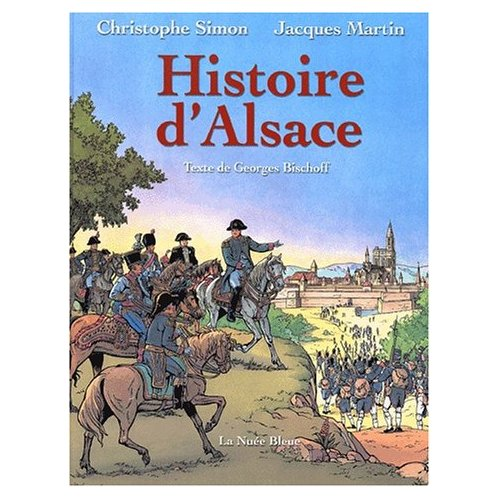 Christophe Simon Jacques Martin
Histoire
d'Alsace
Texte de Georges Bischoff
La Nuée Bleue